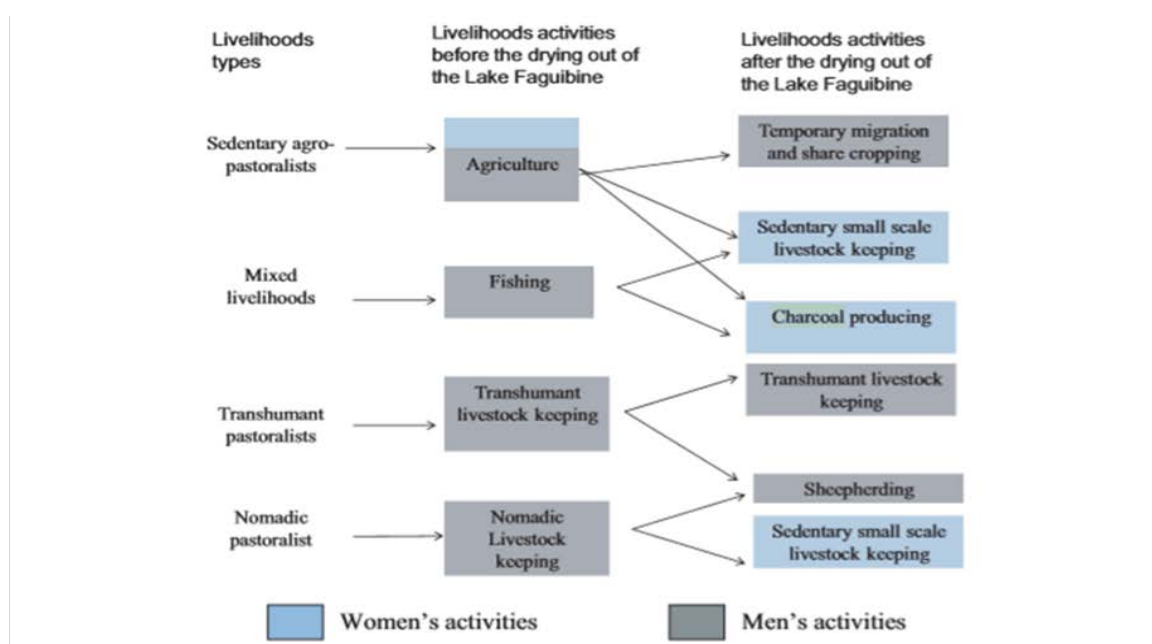 Livelihoods
types
Livelihoods activities
before the drying out of
the Lake Faguibine
Livelihoods activities
after the drying out of
the Lake Faguibine
Sedentary agro-
pastoralists
Agriculture
Temporary migration
and share cropping
Sedentary small scale
livestock keeping
Mixed
livelihoods
Fishing
Charcoal producing
Transhumant
pastoralists
Transhumant
livestock keeping
Transhumant livestock
keeping
Sheepherding
Nomadic
pastoralist
Nomadic
Livestock
keeping
Sedentary small scale
livestock keeping
Women's activities
Men's activities